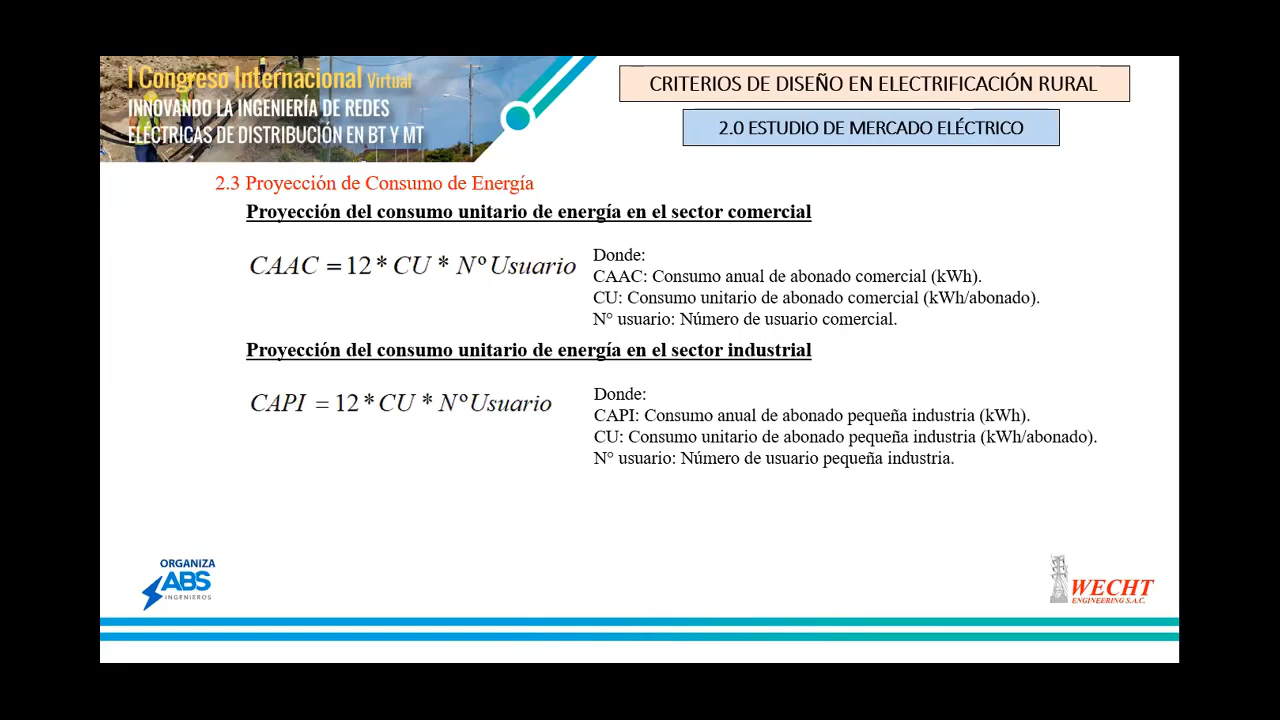 I Congreso Internacional Virtual
INNOVANDO LA INGENIERÍA DE REDES
ELÉCTRICAS DE DISTRIBUCIÓN EN BT Y MT
CRITERIOS DE DISEÑO EN ELECTRIFICACIÓN RURAL
2.0 ESTUDIO DE MERCADO ELÉCTRICO
2.3 Proyección de Consumo de Energía
Proyección del consumo unitario de energía en el sector comercial
CAAC = 12 * CU * Nº Usuario
Donde:
CAAC: Consumo anual de abonado comercial (kWh).
CU: Consumo unitario de abonado comercial (kWh/abonado).
N° usuario: Número de usuario comercial.
Proyección del consumo unitario de energía en el sector industrial
CAPI = 12 * CU * Nº Usuario
Donde:
CAPI: Consumo anual de abonado pequeña industria (kWh).
CU: Consumo unitario de abonado pequeña industria (kWh/abonado).
N° usuario: Número de usuario pequeña industria.
ORGANIZA
ABS
INGENIEROS
WECHT
ENGINEERING S.A.C.